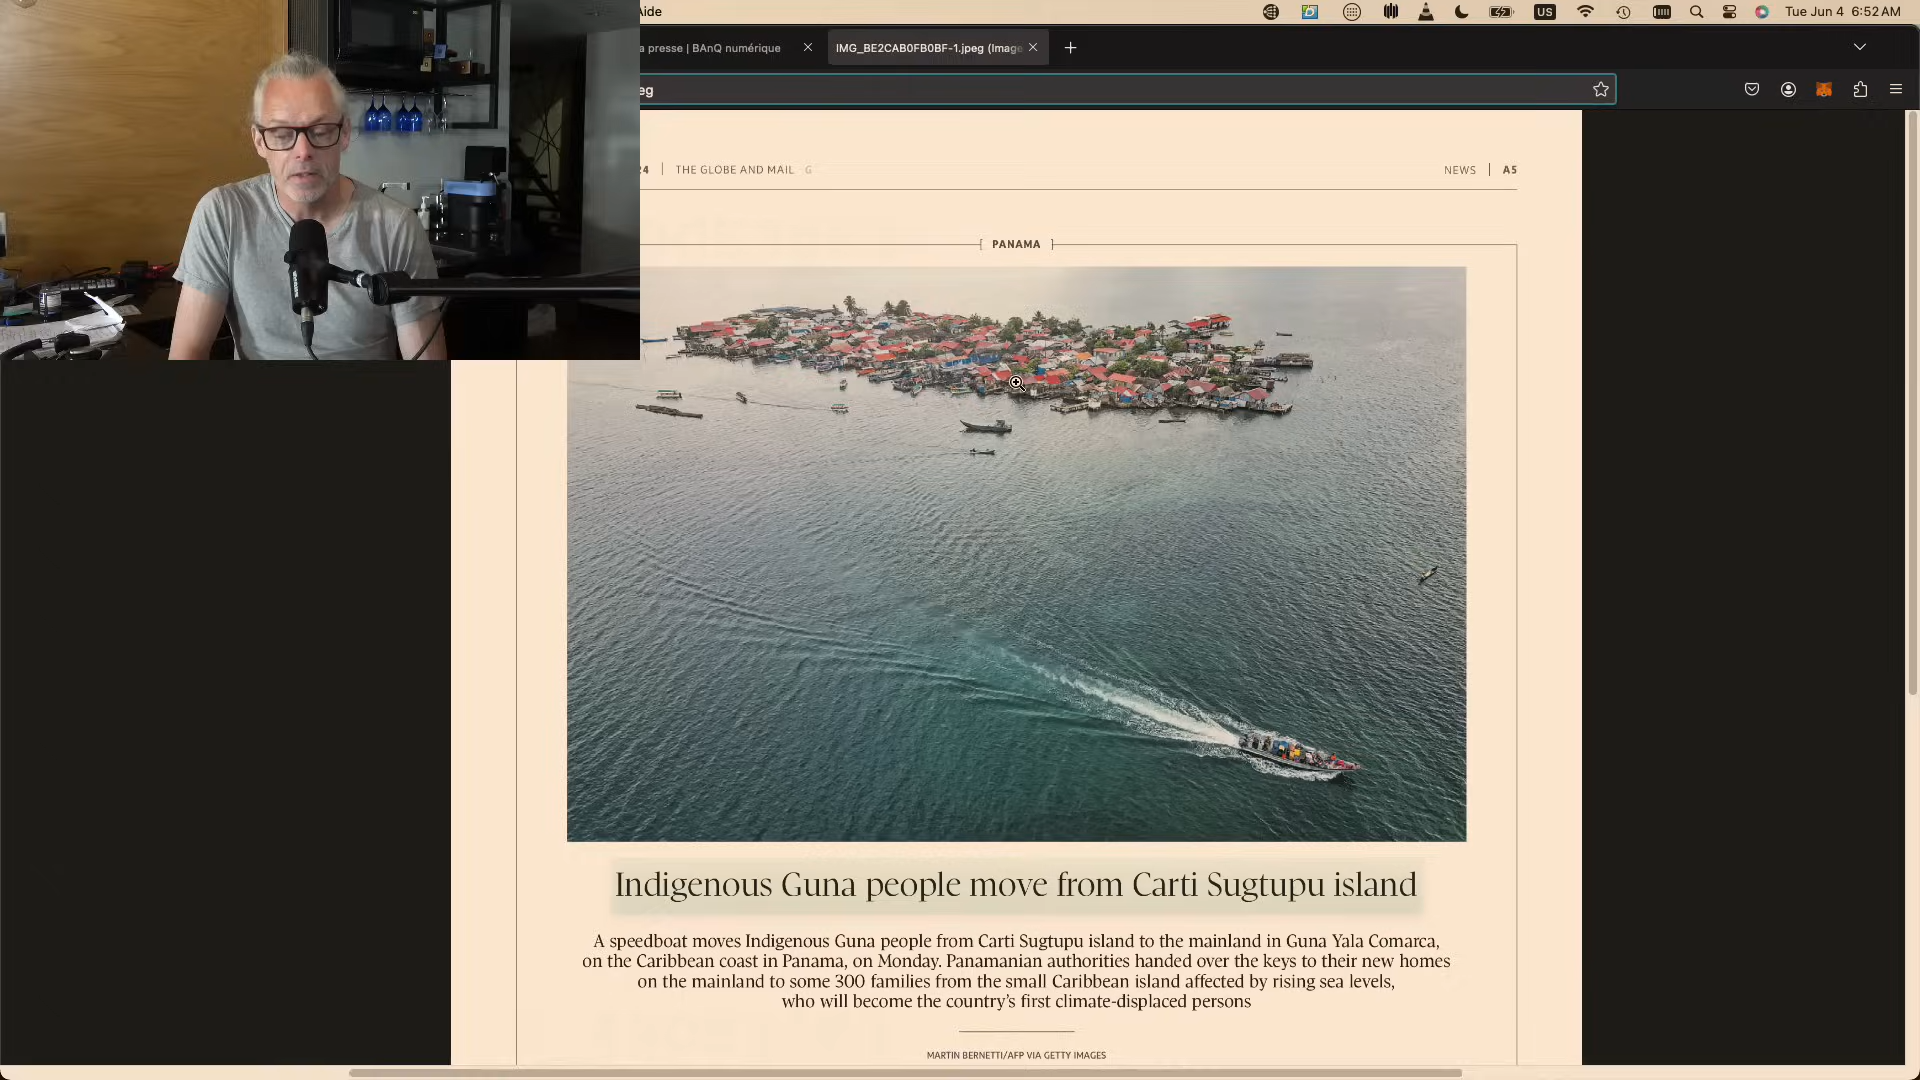 Aide
US
Tue Jun 4 6:52 AM
a presse | BAnQ numérique
IMG_BE2CAB0FB0BF-1.jpeg (Image
eg
24 | THE GLOBE AND MAIL G
NEWS | A5
[ PANAMA ]
Indigenous Guna people move from Carti Sugtupu island
A speedboat moves Indigenous Guna people from Carti Sugtupu island to the mainland in Guna Yala Comarca,
on the Caribbean coast in Panama, on Monday. Panamanian authorities handed over the keys to their new homes
on the mainland to some 300 families from the small Caribbean island affected by rising sea levels,
who will become the country's first climate-displaced persons
MARTIN BERNETTI/AFP VIA GETTY IMAGES